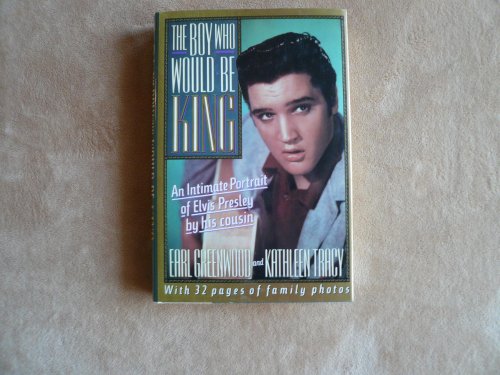 THE BOY WHO
WOULD BE
KING
An Intimate Portrait
of Elvis Presley
by his cousin
EARL GREENWOOD and KATHLEEN TRACY
With 32 pages of family photos